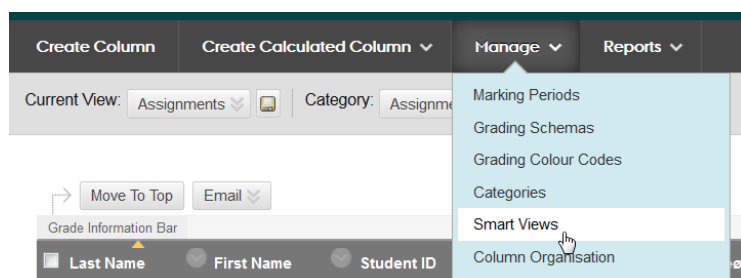 Create Column Create Calculated Column Manage Reports
Current View: Assignments Category: Assignme
Marking Periods
Grading Schemas
Grading Colour Codes
Categories
Smart Views
Column Organisation
Move To Top Email
Grade Information Bar
Last Name First Name Student ID